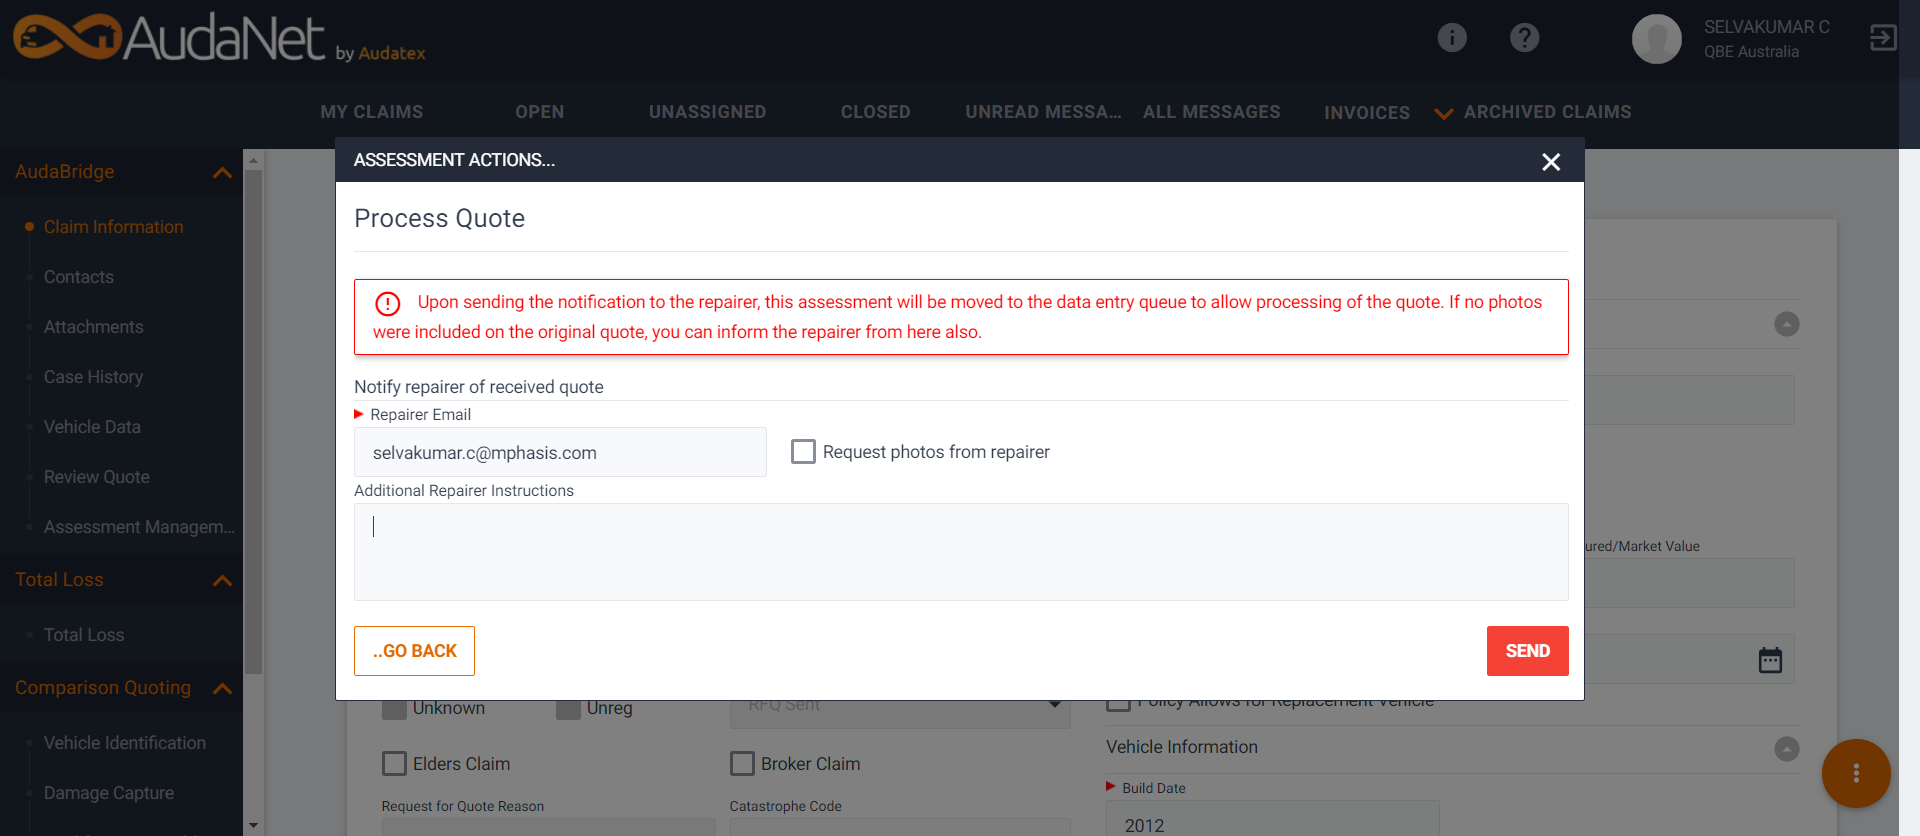 AudaNet by Audatex
SELVAKUMAR C
QBE Australia
MY CLAIMS
OPEN
UNASSIGNED
CLOSED
UNREAD MESSA...
ALL MESSAGES
INVOICES
ARCHIVED CLAIMS
AudaBridge
Claim Information
Contacts
Attachments
Case History
Vehicle Data
Review Quote
Assessment Managem...
Total Loss
Total Loss
Comparison Quoting
Vehicle Identification
Damage Capture
ASSESSMENT ACTIONS...
Process Quote
Upon sending the notification to the repairer, this assessment will be moved to the data entry queue to allow processing of the quote. If no photos
were included on the original quote, you can inform the repairer from here also.
Notify repairer of received quote
Repairer Email
selvakumar.c@mphasis.com
Request photos from repairer
Additional Repairer Instructions
..GO BACK
SEND
ured/Market Value
Unknown
Unreg
RFQ Sent
Policy Allows for Replacement Vehicle
Vehicle Information
Elders Claim
Broker Claim
Build Date
Request for Quote Reason
Catastrophe Code
2012